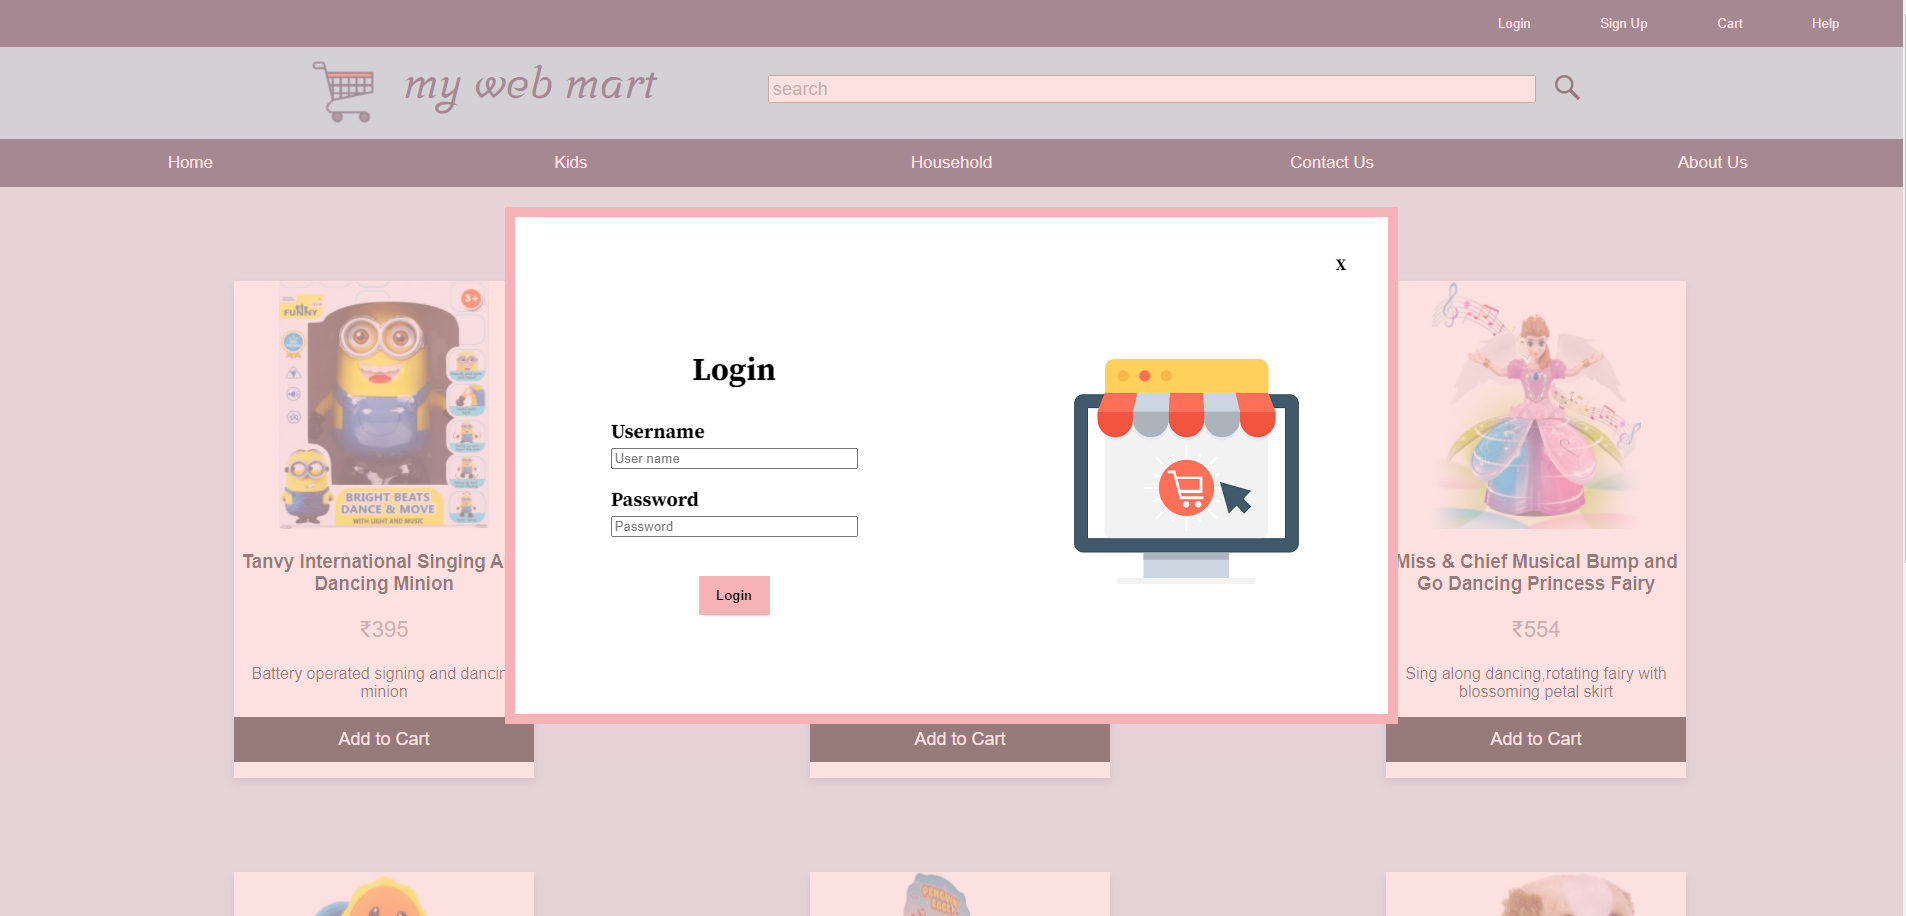 Login
Sign Up
Cart
Help
my web mart
search
Home
Kids
Household
Contact Us
About Us
X
Login
Username
User name
Password
Password
Login
3+
FUNNY
BRIGHT BEATS
DANCE & MOVE
WITH LIGHT AND MUSIC
Tanvy International Singing A
Dancing Minion
₹395
Battery operated signing and dancin
minion
Add to Cart
Add to Cart
Miss & Chief Musical Bump and
Go Dancing Princess Fairy
₹554
Sing along dancing,rotating fairy with
blossoming petal skirt
Add to Cart